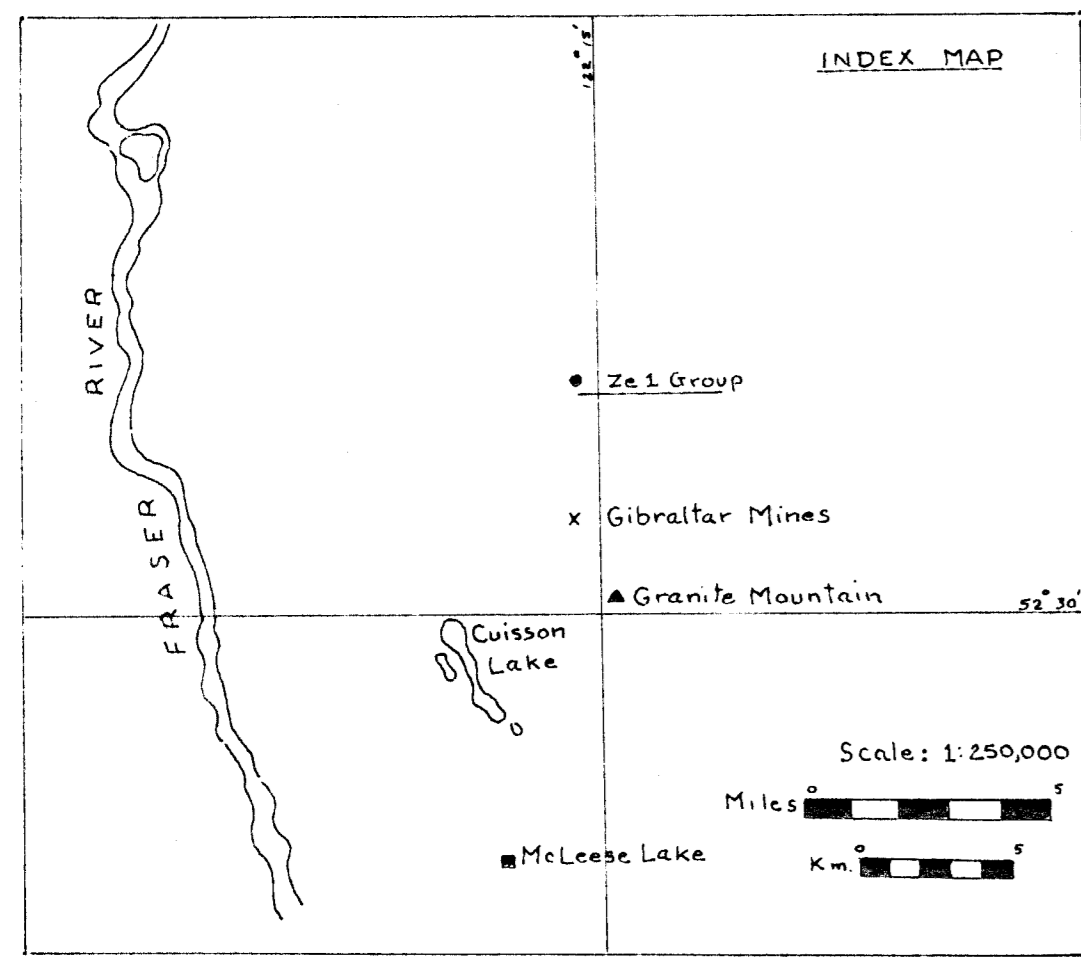 122° 15'
INDEX MAP
RIVER
Ze 1 Group
FRASER
x Gibraltar Mines
Granite Mountain
52° 30'
Cuisson
Lake
Scale: 1:250,000
0 5
Miles
0 5
Km.
McLeese Lake